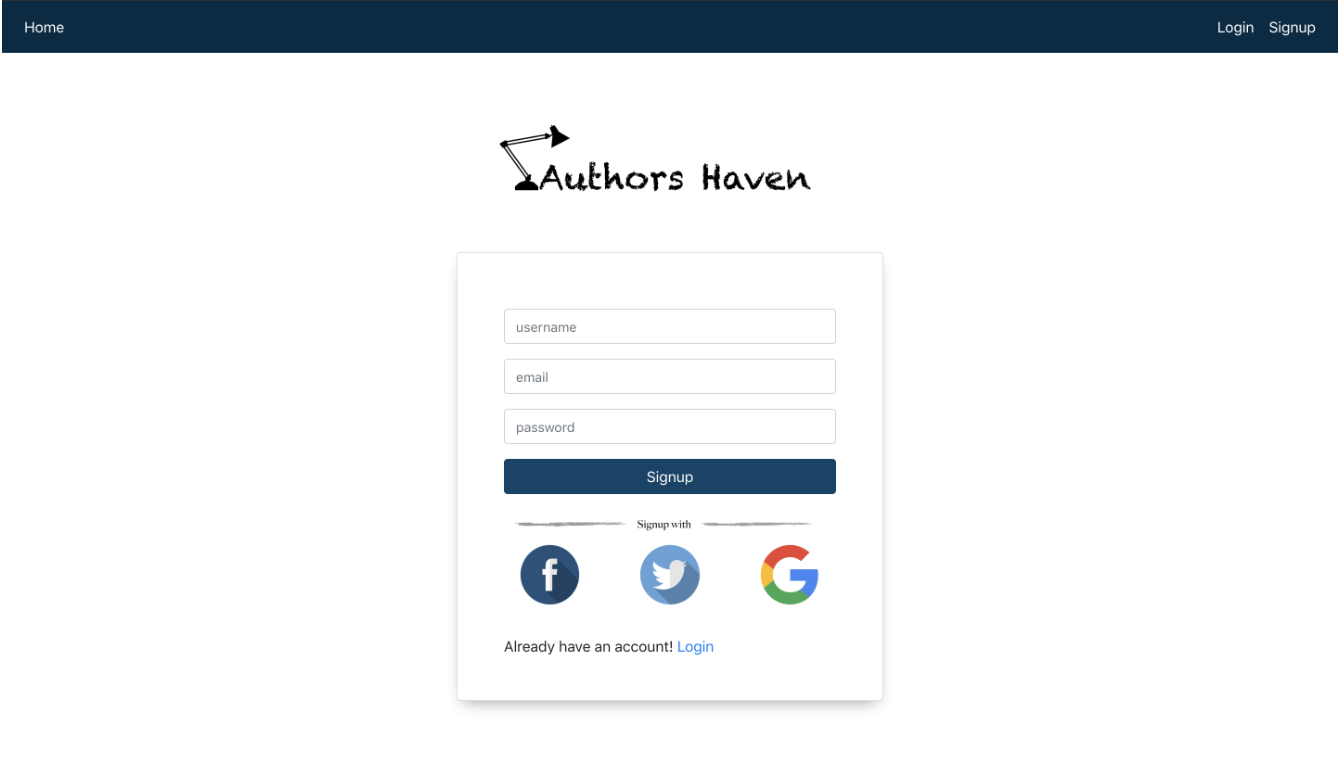 Home Login Signup
Authors Haven
username
email
password
Signup
Signup with
Already have an account! Login